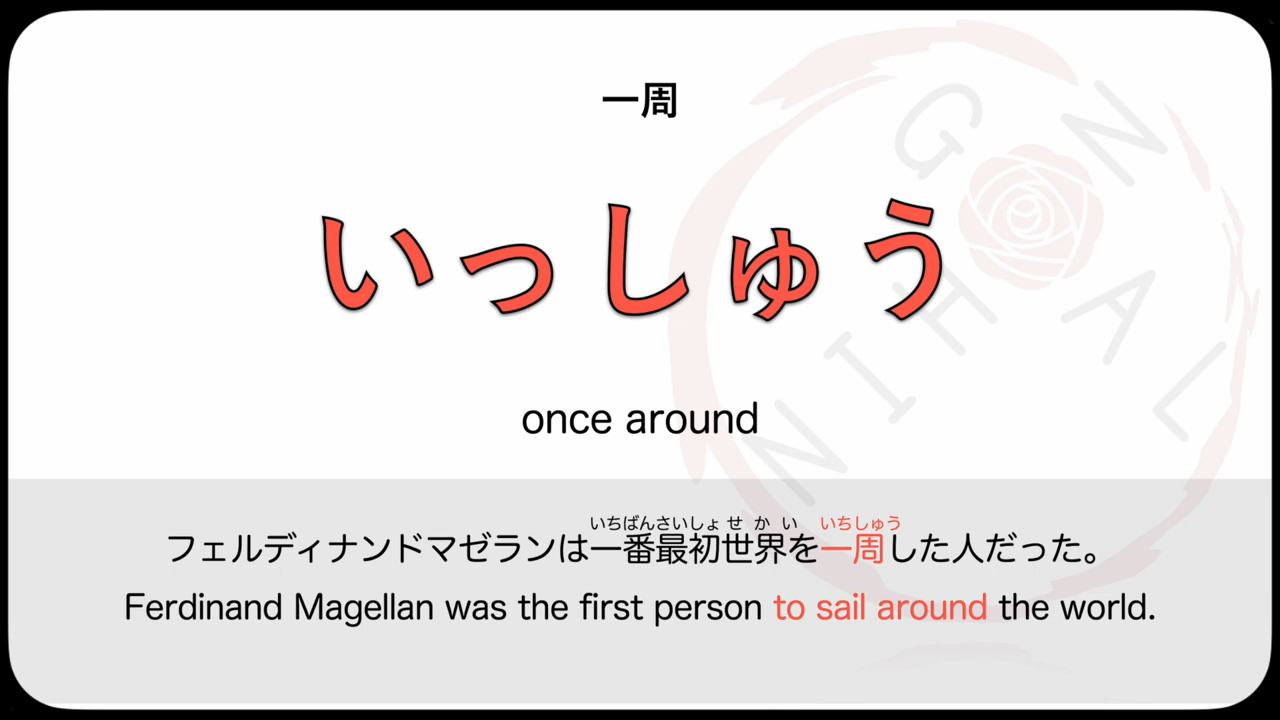 一周
いっしゅう
once around
いちばんさいしょ せ か い いちしゅう
フェルディナンドマゼランは一番最初世界を一周した人だった。
Ferdinand Magellan was the first person to sail around the world.
NIHON GO
NIHAL